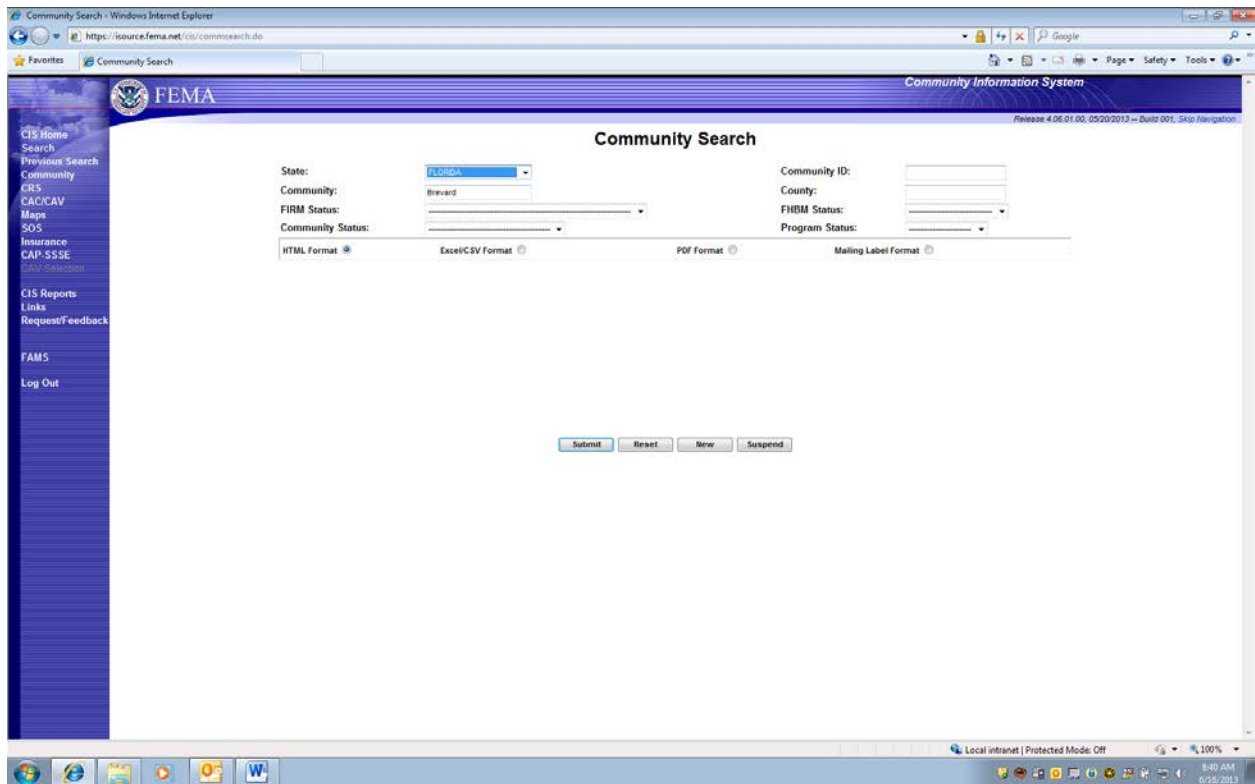 Community Search - Windows Internet Explorer
https://isource.fema.net/cis/commsearch.do
Google
Favorites Community Search
Page Safety Tools
FEMA
Community Information System
Release 4.06.01.00, 05/20/2013 -- Build 001, Skip Navigation
CIS Home
Search
Previous Search
Community
CRS
CAC/CAV
Maps
SOS
Insurance
CAP-SSSE
CAV Selection
CIS Reports
Links
Request/Feedback
FAMS
Log Out
Community Search
State: FLORIDA Community ID:
Community: Brevard County:
FIRM Status: FHBM Status:
Community Status: Program Status:
HTML Format Excel/CSV Format PDF Format Mailing Label Format
Submit Reset New Suspend
Local intranet | Protected Mode: Off 100%
8:40 AM
6/18/2013